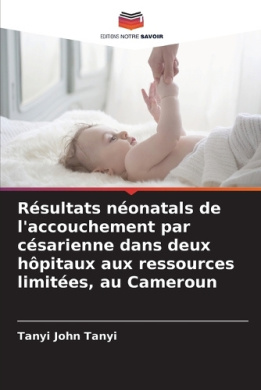 EDITIONS NOTRE SAVOIR
Résultats néonatals de
l'accouchement par
césarienne dans deux
hôpitaux aux ressources
limitées, au Cameroun
Tanyi John Tanyi